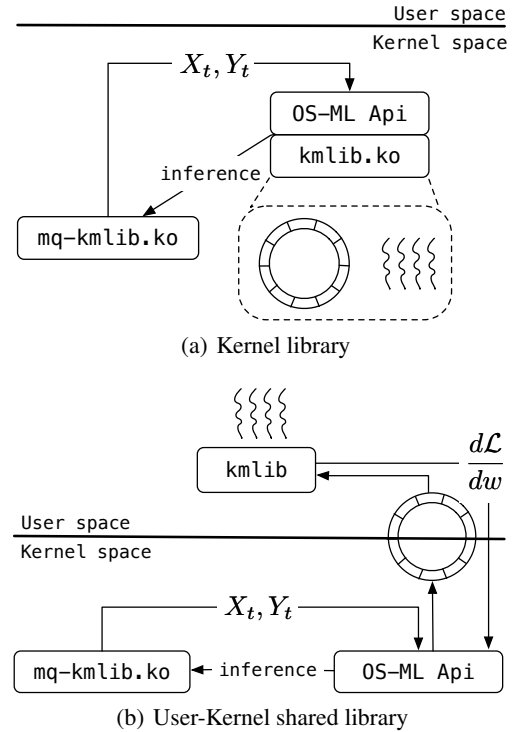 User space
Kernel space
X_t, Y_t
OS-ML Api
kmlib.ko
inference
mq-kmlib.ko
(a) Kernel library
kmlib
dℒ
dw
User space
Kernel space
X_t, Y_t
mq-kmlib.ko
inference
OS-ML Api
(b) User-Kernel shared library